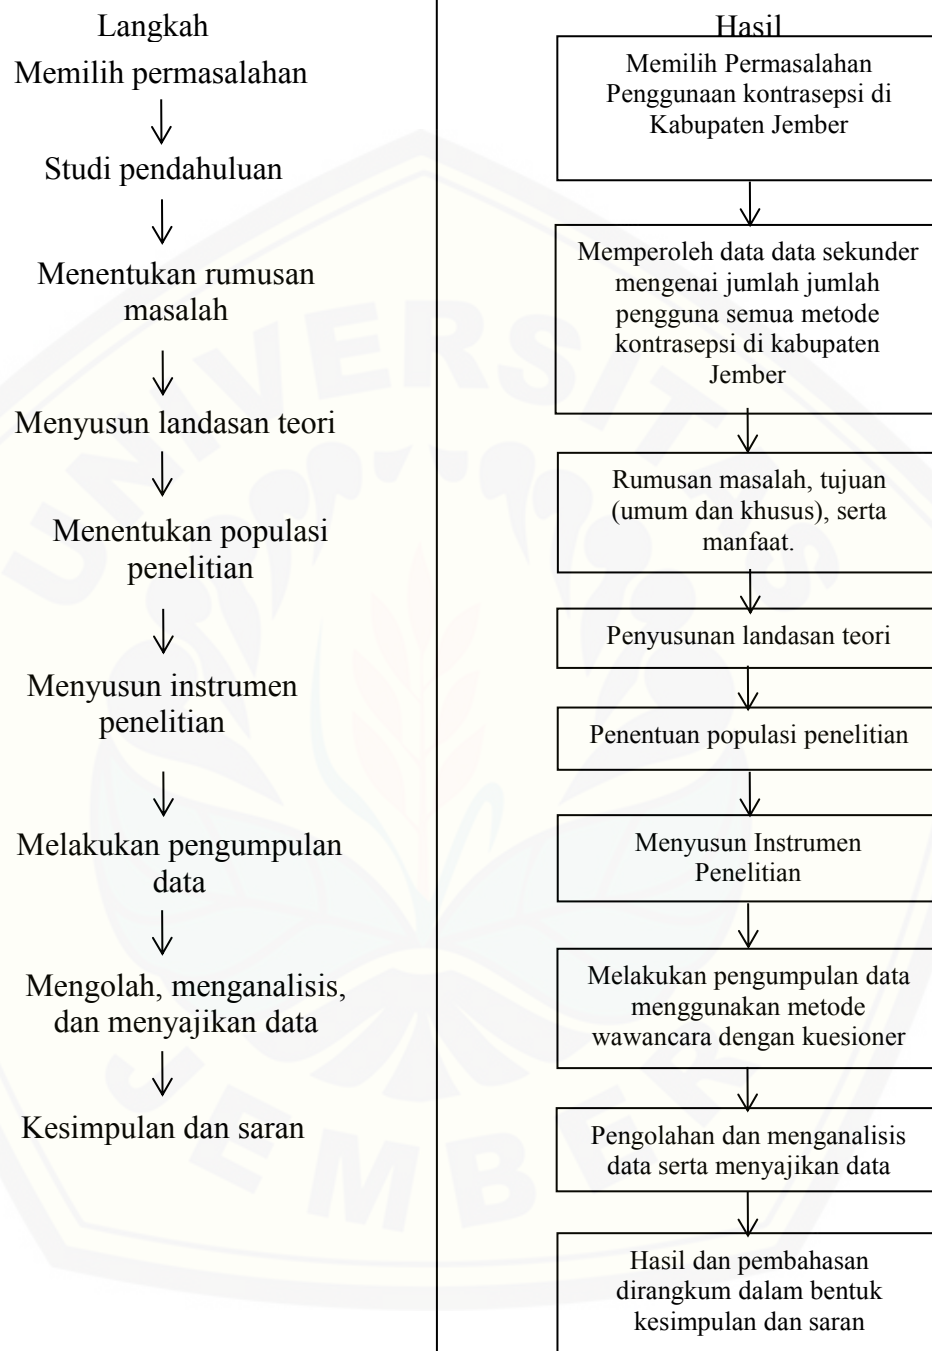 Langkah
Memilih permasalahan
Studi pendahuluan
Menentukan rumusan
masalah
Menyusun landasan teori
Menentukan populasi
penelitian
Menyusun instrumen
penelitian
Melakukan pengumpulan
data
Mengolah, menganalisis,
dan menyajikan data
Kesimpulan dan saran
Hasil
Memilih Permasalahan
Penggunaan kontrasepsi di
Kabupaten Jember
Memperoleh data data sekunder
mengenai jumlah jumlah
pengguna semua metode
kontrasepsi di kabupaten
Jember
Rumusan masalah, tujuan
(umum dan khusus), serta
manfaat.
Penyusunan landasan teori
Penentuan populasi penelitian
Menyusun Instrumen
Penelitian
Melakukan pengumpulan data
menggunakan metode
wawancara dengan kuesioner
Pengolahan dan menganalisis
data serta menyajikan data
Hasil dan pembahasan
dirangkum dalam bentuk
kesimpulan dan saran
UNIVERSITAS
JEMBER